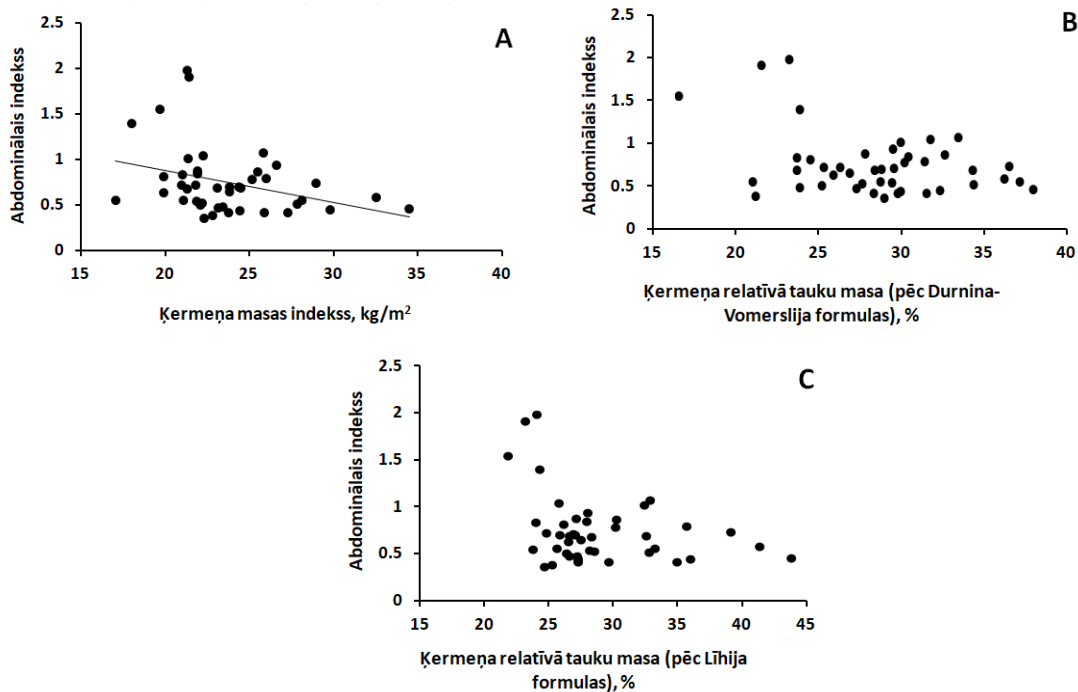 A
Abdominālais indekss
2.5
2
1.5
1
0.5
0
15 20 25 30 35 40
Ķermeņa masas indekss, kg/m²
B
Abdominālais indekss
2.5
2
1.5
1
0.5
0
15 20 25 30 35 40
Ķermeņa relatīvā tauku masa (pēc Durnina-
Vomerslija formulas), %
C
Abdominālais indekss
2.5
2
1.5
1
0.5
0
15 20 25 30 35 40 45
Ķermeņa relatīvā tauku masa (pēc Līhija
formulas), %